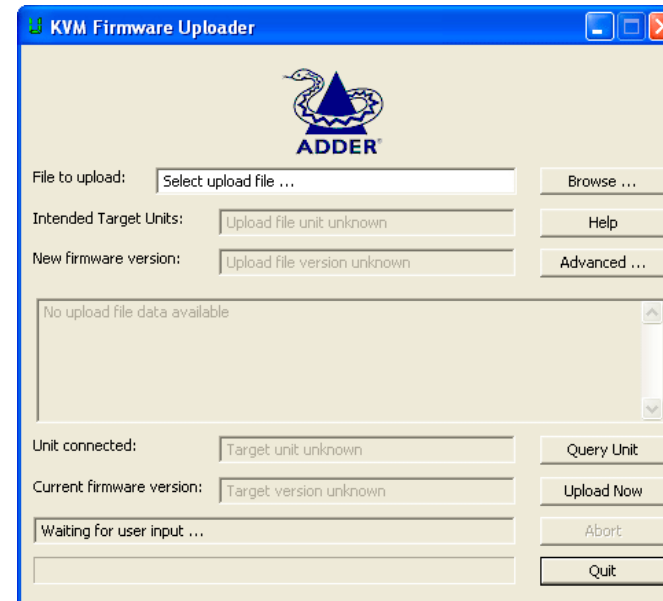 KVM Firmware Uploader
ADDER®
File to upload: Select upload file ... Browse ...
Intended Target Units: Upload file unit unknown Help
New firmware version: Upload file version unknown Advanced ...
No upload file data available
Unit connected: Target unit unknown Query Unit
Current firmware version: Target version unknown Upload Now
Waiting for user input ... Abort
Quit